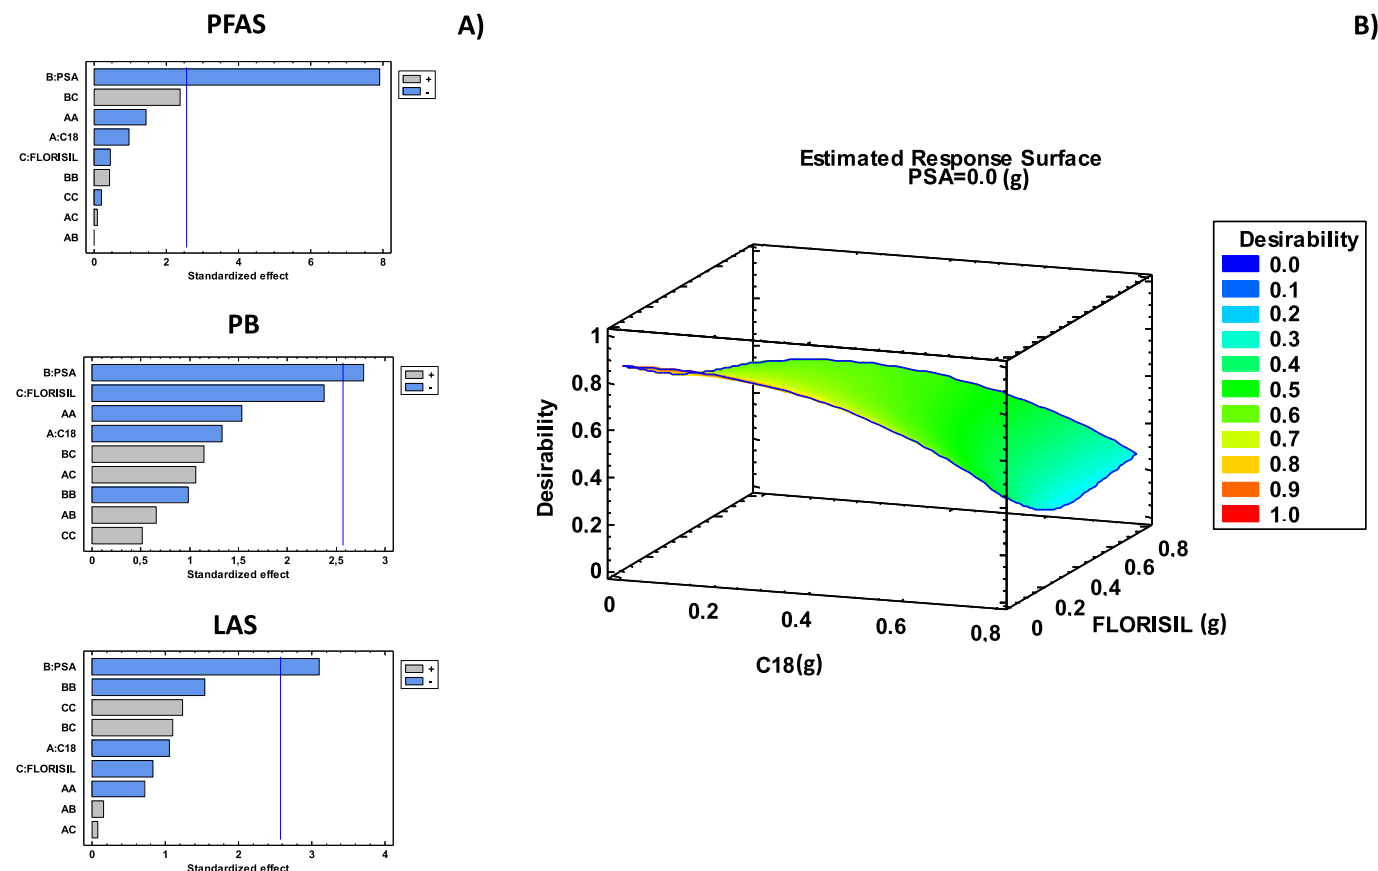 PFAS
A)
B:PSA
BC
AA
A:C18
C:FLORISIL
BB
CC
AC
AB
0 2 4 6 8
Standardized effect
+
-
PB
B:PSA
C:FLORISIL
AA
A:C18
BC
AC
BB
AB
CC
0 0,5 1 1,5 2 2,5 3
Standardized effect
+
-
LAS
B:PSA
BB
CC
BC
A:C18
C:FLORISIL
AA
AB
AC
0 1 2 3 4
Standardized effect
+
-
B)
Estimated Response Surface
PSA=0.0 (g)
Desirability
1
0.8
0.6
0.4
0.2
0
0 0.2 0.4 0.6 0.8
C18(g)
0 0.2 0.4 0.6 0.8
FLORISIL (g)
Desirability
0.0
0.1
0.2
0.3
0.4
0.5
0.6
0.7
0.8
0.9
1.0